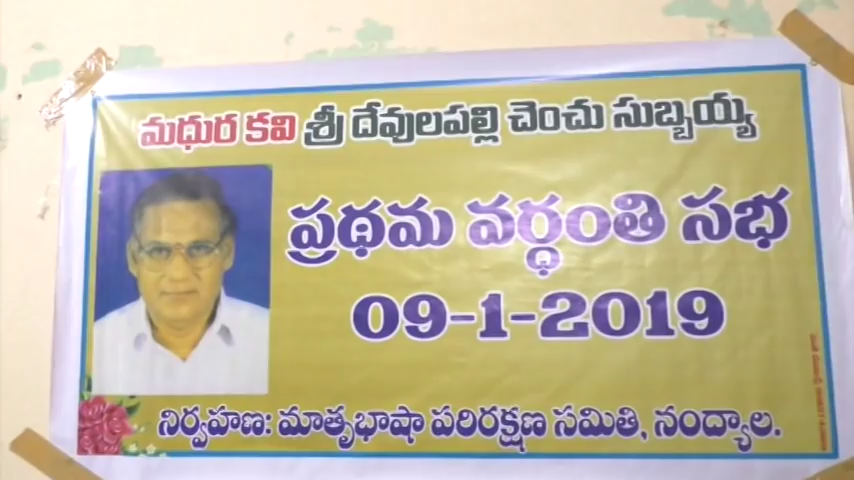 మధుర కవి శ్రీ దేవులపల్లి చెంచు సుబ్బయ్య
ప్రథమ వర్ధంతి సభ
09-1-2019
నిర్వహణ: మాతృభాషా పరిరక్షణ సమితి, నంద్యాల.